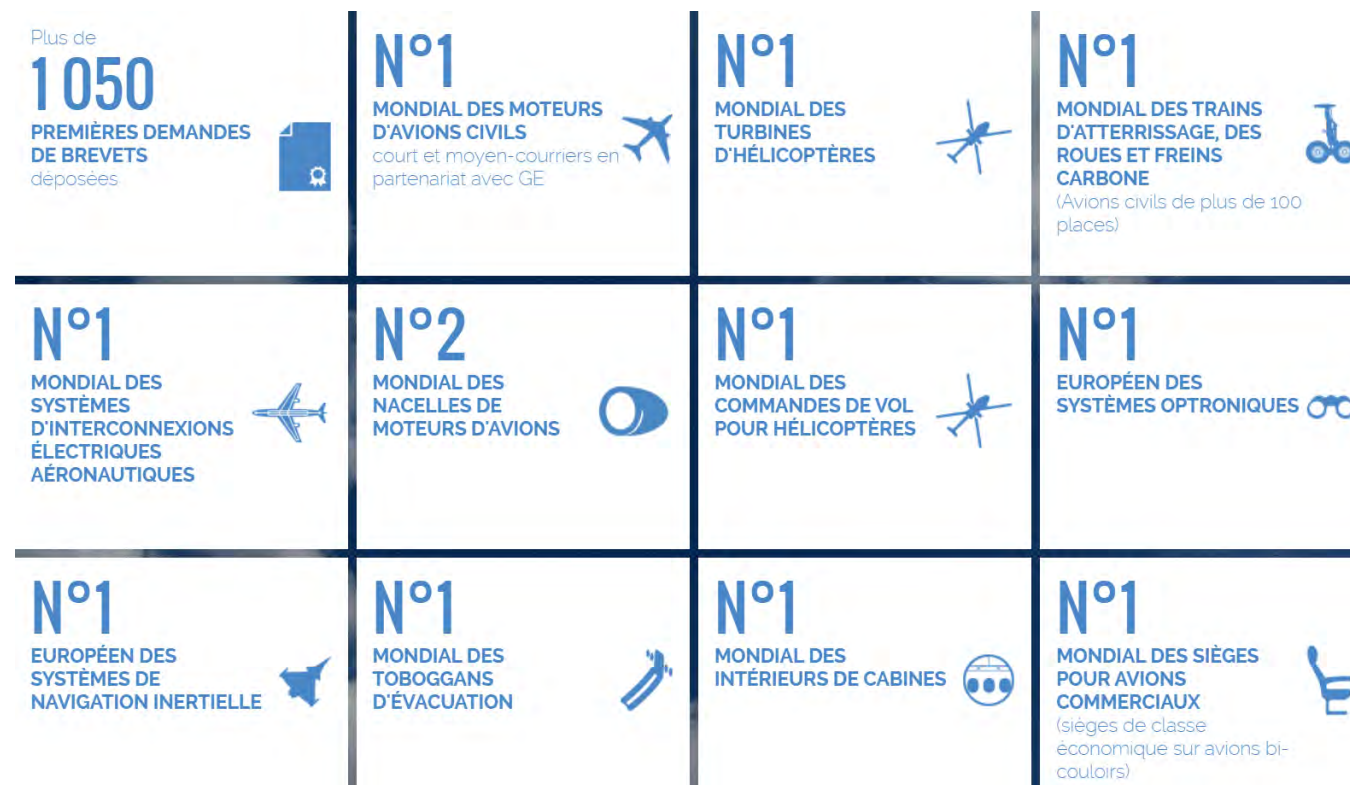 Plus de
1 050
PREMIÈRES DEMANDES
DE BREVETS
déposées
N°1
MONDIAL DES MOTEURS
D'AVIONS CIVILS
court et moyen-courriers en
partenariat avec GE
N°1
MONDIAL DES
TURBINES
D'HÉLICOPTÈRES
N°1
MONDIAL DES TRAINS
D'ATTERRISSAGE, DES
ROUES ET FREINS
CARBONE
(Avions civils de plus de 100
places)
N°1
MONDIAL DES
SYSTÈMES
D'INTERCONNEXIONS
ÉLECTRIQUES
AÉRONAUTIQUES
N°2
MONDIAL DES
NACELLES DE
MOTEURS D'AVIONS
N°1
MONDIAL DES
COMMANDES DE VOL
POUR HÉLICOPTÈRES
N°1
EUROPÉEN DES
SYSTÈMES OPTRONIQUES
N°1
EUROPÉEN DES
SYSTÈMES DE
NAVIGATION INERTIELLE
N°1
MONDIAL DES
TOBOGGANS
D'ÉVACUATION
N°1
MONDIAL DES
INTÉRIEURS DE CABINES
N°1
MONDIAL DES SIÈGES
POUR AVIONS
COMMERCIAUX
(sièges de classe
économique sur avions bi-
couloirs)